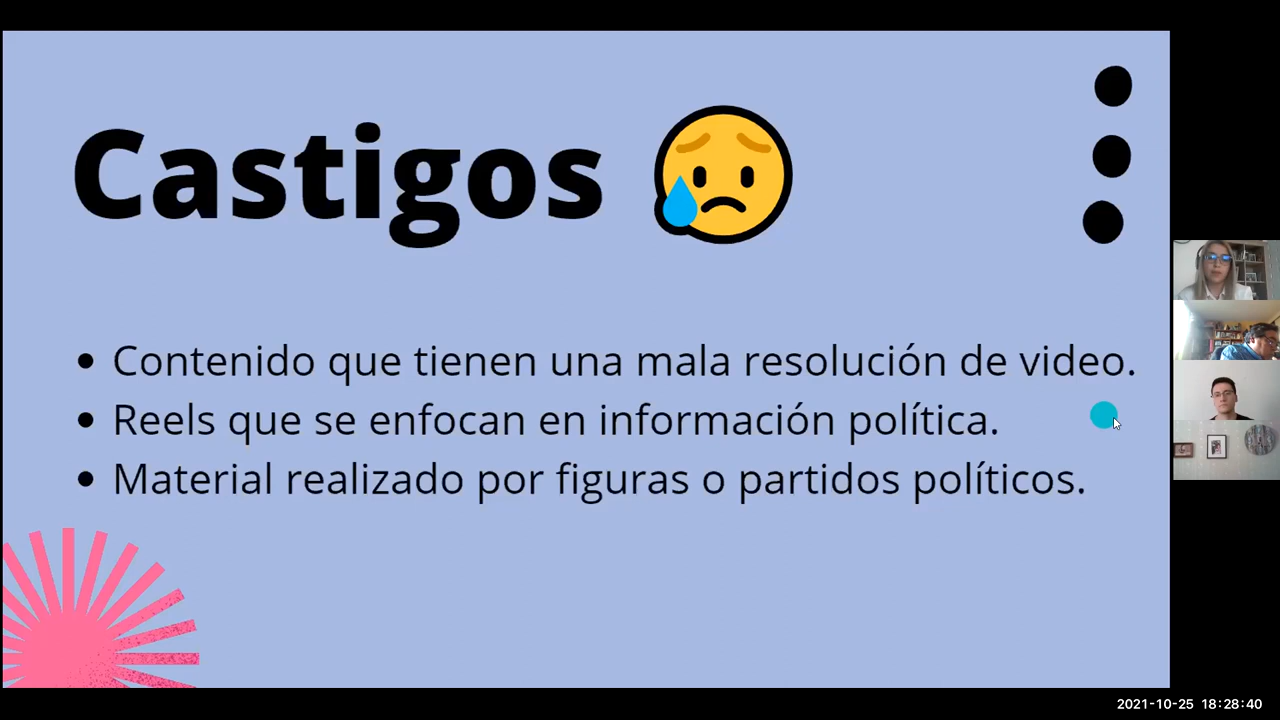 Castigos
• Contenido que tienen una mala resolución de video.
• Reels que se enfocan en información política.
• Material realizado por figuras o partidos políticos.
2021-10-25 18:28:40